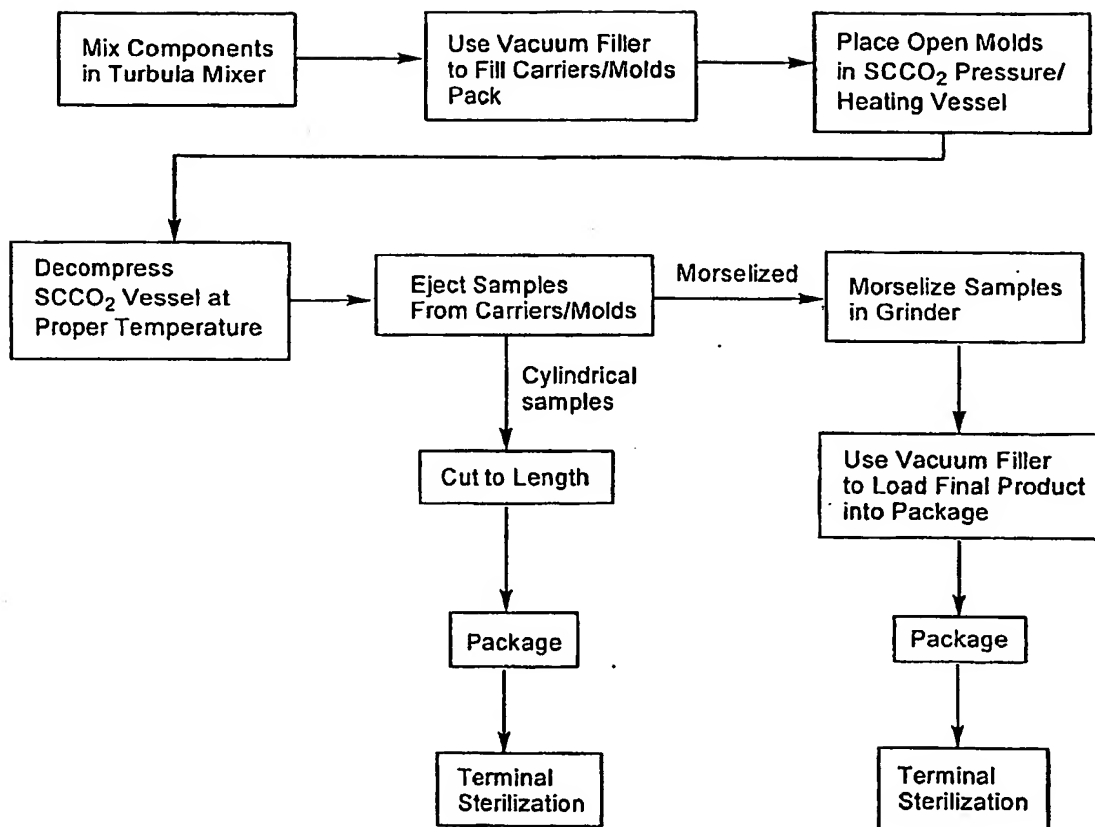 Mix Components
in Turbula Mixer
Use Vacuum Filler
to Fill Carriers/Molds
Pack
Place Open Molds
in SCCO₂ Pressure/
Heating Vessel
Decompress
SCCO₂ Vessel at
Proper Temperature
Eject Samples
From Carriers/Molds
Morselized
Morselize Samples
in Grinder
Cylindrical
samples
Cut to Length
Use Vacuum Filler
to Load Final Product
into Package
Package
Package
Terminal
Sterilization
Terminal
Sterilization